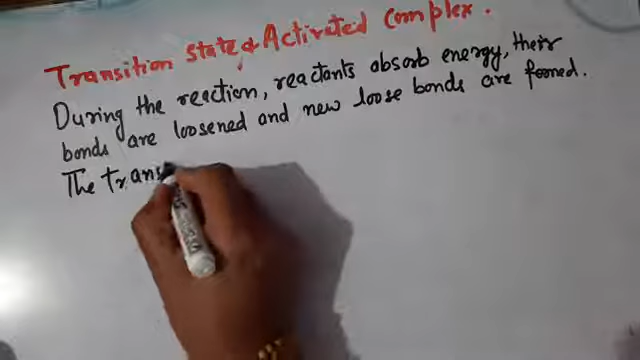 Transition state & Activated Complex.
During the reaction, reactants absorb energy, their
bonds are loosened and new loose bonds are formed.
The trans